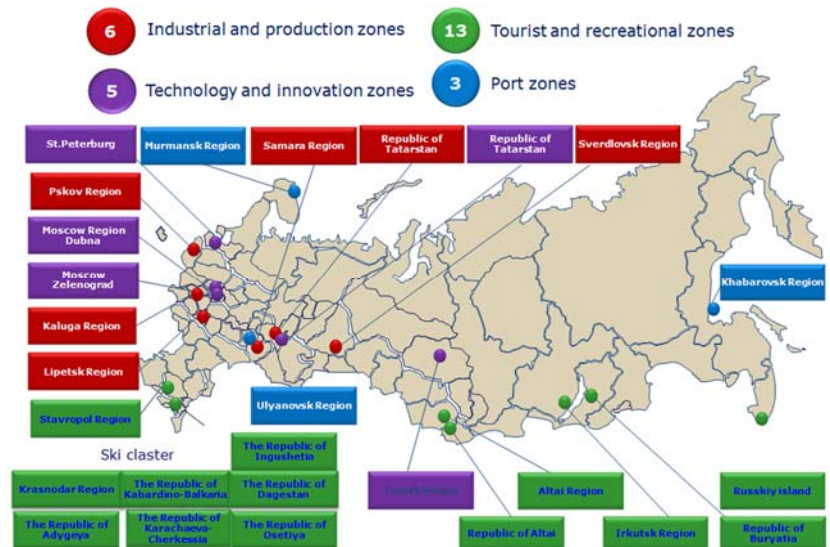 6 Industrial and production zones
13 Tourist and recreational zones
5 Technology and innovation zones
3 Port zones
St.Peterburg
Murmansk Region
Samara Region
Republic of
Tatarstan
Republic of
Tatarstan
Sverdlovsk Region
Pskov Region
Moscow Region
Dubna
Moscow
Zelenograd
Kaluga Region
Lipetsk Region
Khabarovsk Region
Stavropol Region
Ulyanovsk Region
Ski claster
The Republic of
Ingushetia
Krasnodar Region
The Republic of
Kabardino-Balkaria
The Republic of
Dagestan
The Republic of
Adygeya
The Republic of
Karachaeva-
Cherkessia
The Republic of
Osetiya
Tomsk Region
Altai Region
Russkiy island
Republic of Altai
Irkutsk Region
Republic of
Buryatia